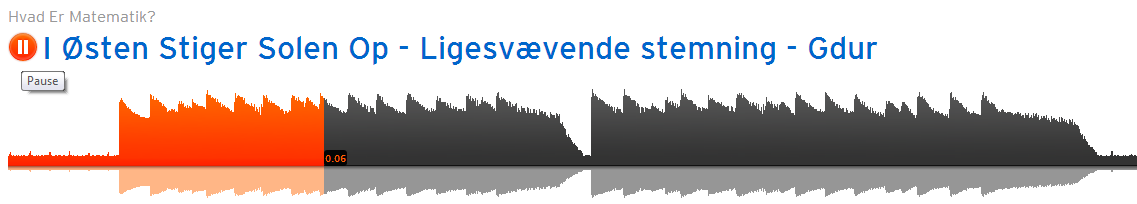 Hvad Er Matematik?
I Østen Stiger Solen Op - Ligesvævende stemning - Gdur
Pause
0.06